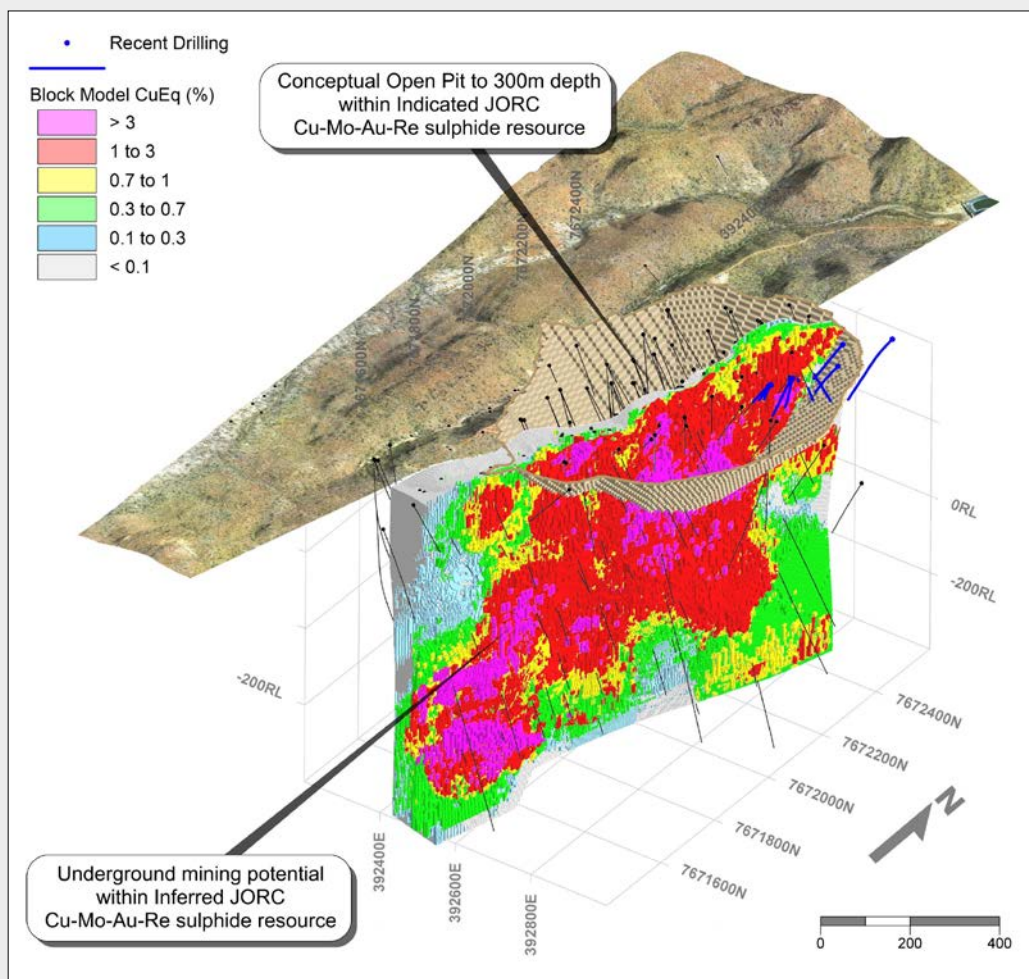 Recent Drilling
Block Model CuEq (%)
> 3
1 to 3
0.7 to 1
0.3 to 0.7
0.1 to 0.3
< 0.1
Conceptual Open Pit to 300m depth
within Indicated JORC
Cu-Mo-Au-Re sulphide resource
7672400N
7672200N
7672000N
7671800N
7671600N
0RL
-200RL
-200RL
7672400N
7672200N
7672000N
7671800N
7671600N
392400E
392600E
392800E
N
Underground mining potential
within Inferred JORC
Cu-Mo-Au-Re sulphide resource
0 200 400